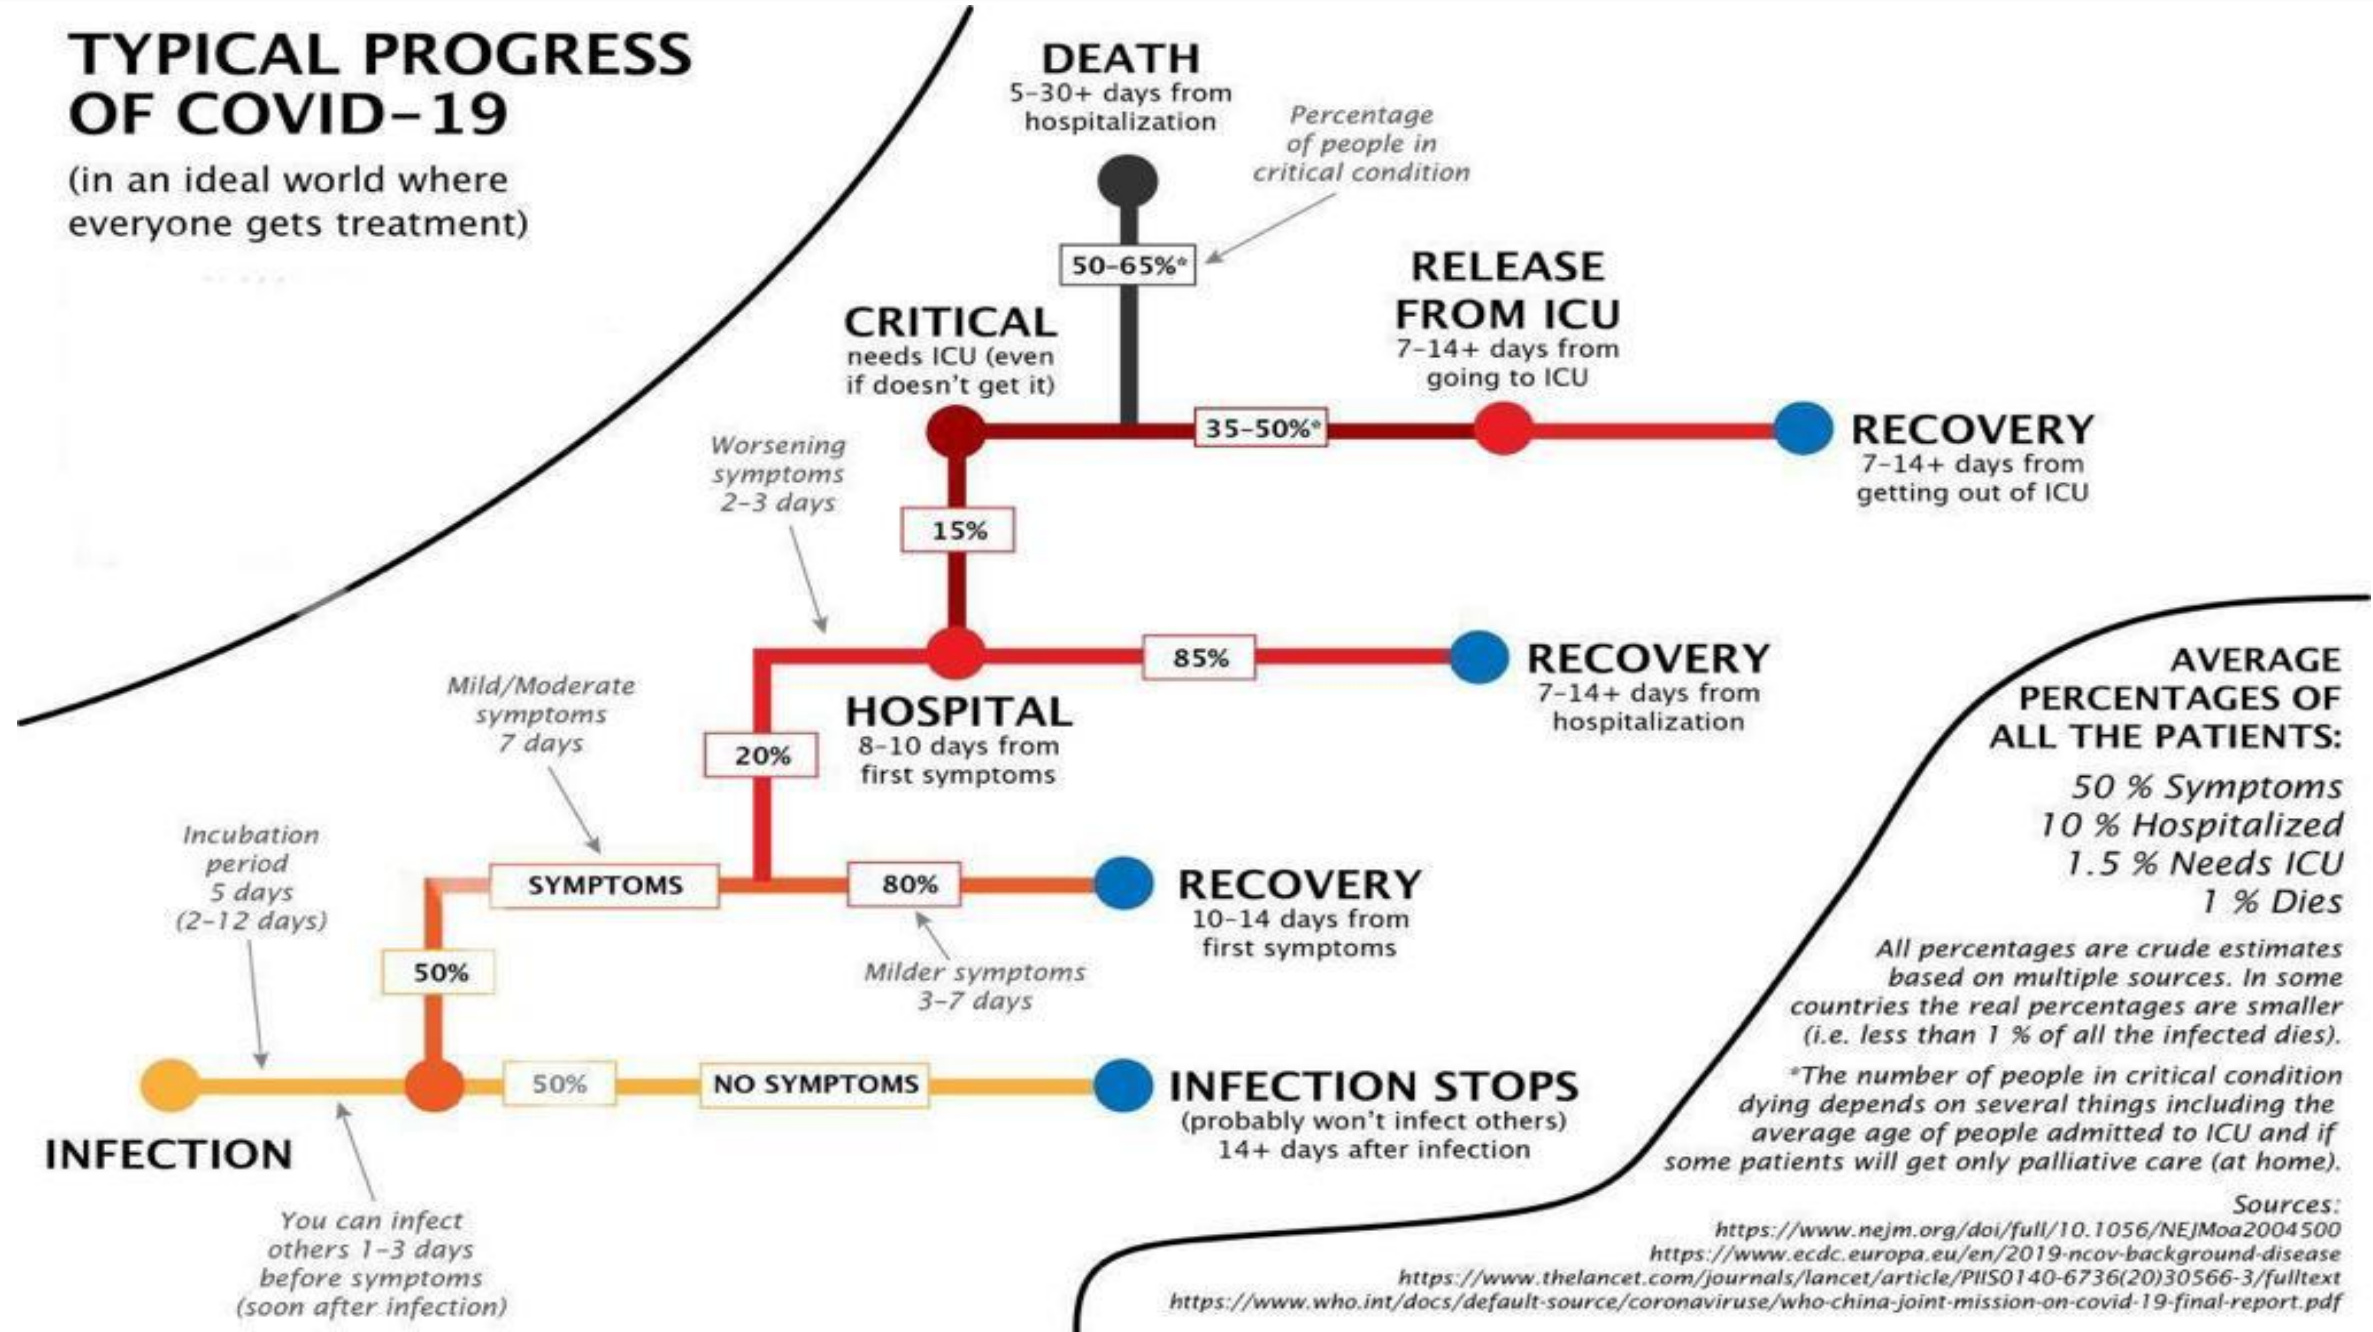 TYPICAL PROGRESS
OF COVID-19
(in an ideal world where
everyone gets treatment)
DEATH
5-30+ days from
hospitalization
Percentage
of people in
critical condition
50-65%*
CRITICAL
needs ICU (even
if doesn't get it)
RELEASE
FROM ICU
7-14+ days from
going to ICU
35-50%*
RECOVERY
7-14+ days from
getting out of ICU
Worsening
symptoms
2-3 days
15%
85%
RECOVERY
7-14+ days from
hospitalization
HOSPITAL
8-10 days from
first symptoms
Mild/Moderate
symptoms
7 days
20%
SYMPTOMS
80%
RECOVERY
10-14 days from
first symptoms
Milder symptoms
3-7 days
Incubation
period
5 days
(2-12 days)
50%
50%
NO SYMPTOMS
INFECTION STOPS
(probably won't infect others)
14+ days after infection
INFECTION
You can infect
others 1-3 days
before symptoms
(soon after infection)
AVERAGE
PERCENTAGES OF
ALL THE PATIENTS:
50 % Symptoms
10 % Hospitalized
1.5 % Needs ICU
1 % Dies
All percentages are crude estimates
based on multiple sources. In some
countries the real percentages are smaller
(i.e. less than 1 % of all the infected dies).
*The number of people in critical condition
dying depends on several things including the
average age of people admitted to ICU and if
some patients will get only palliative care (at home).
Sources:
https://www.nejm.org/doi/full/10.1056/NEJMoa2004500
https://www.ecdc.europa.eu/en/2019-ncov-background-disease
https://www.thelancet.com/journals/lancet/article/PIIS0140-6736(20)30566-3/fulltext
https://www.who.int/docs/default-source/coronaviruse/who-china-joint-mission-on-covid-19-final-report.pdf